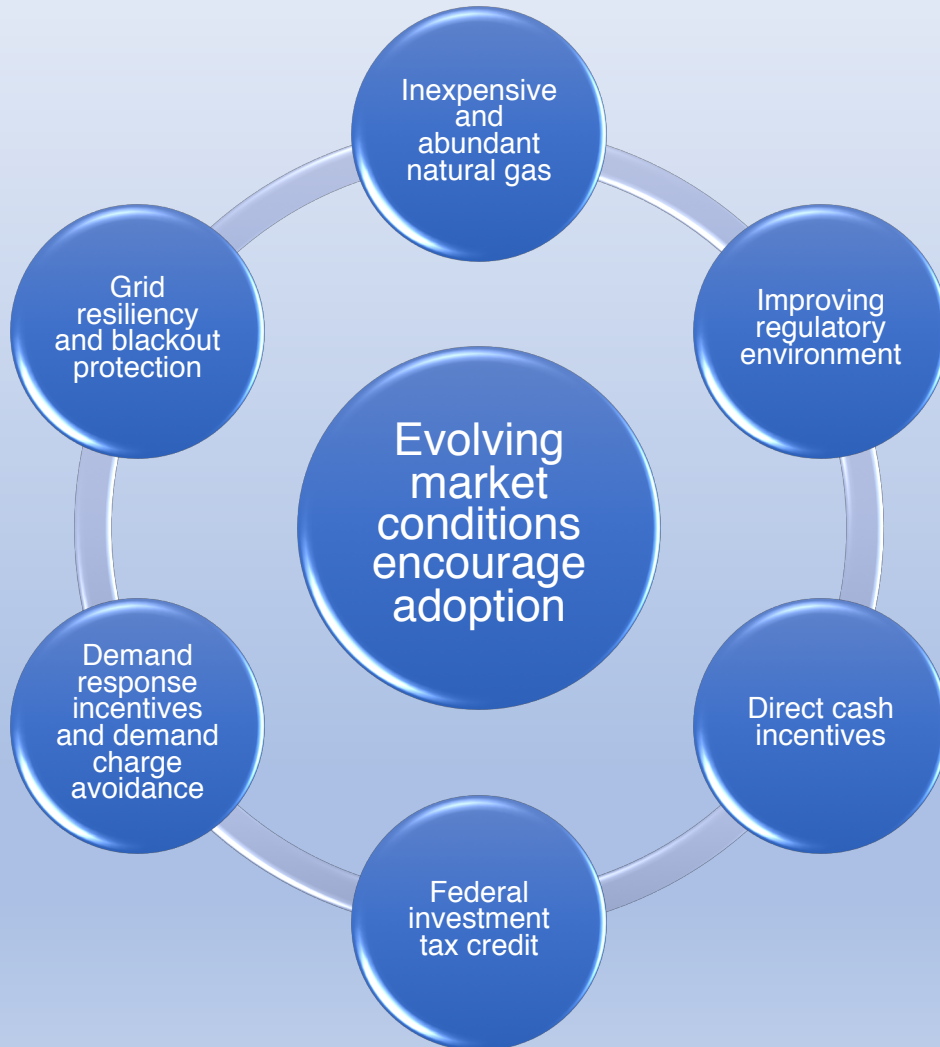 Inexpensive
and
abundant
natural gas
Improving
regulatory
environment
Direct cash
incentives
Federal
investment
tax credit
Demand
response
incentives
and demand
charge
avoidance
Grid
resiliency
and blackout
protection
Evolving
market
conditions
encourage
adoption